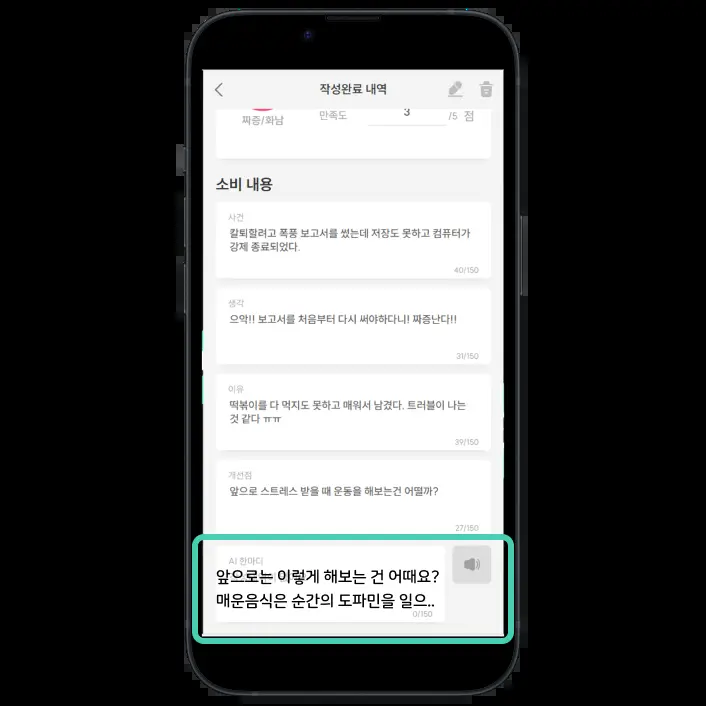 작성완료 내역
짜증/화남
만족도
3
/5 점
소비 내용
사건
칼퇴할려고 폭풍 보고서를 썼는데 저장도 못하고 컴퓨터가
강제 종료되었다.
40/150
생각
으악!! 보고서를 처음부터 다시 써야하다니! 짜증난다!!
31/150
이유
떡볶이를 다 먹지도 못하고 매워서 남겼다. 트러블이 나는
것 같다 ㅠㅠ
39/150
개선점
앞으로 스트레스 받을 때 운동을 해보는건 어떨까?
27/150
AI 한마디
앞으로는 이렇게 해보는 건 어때요?
매운음식은 순간의 도파민을 일으..
0/150